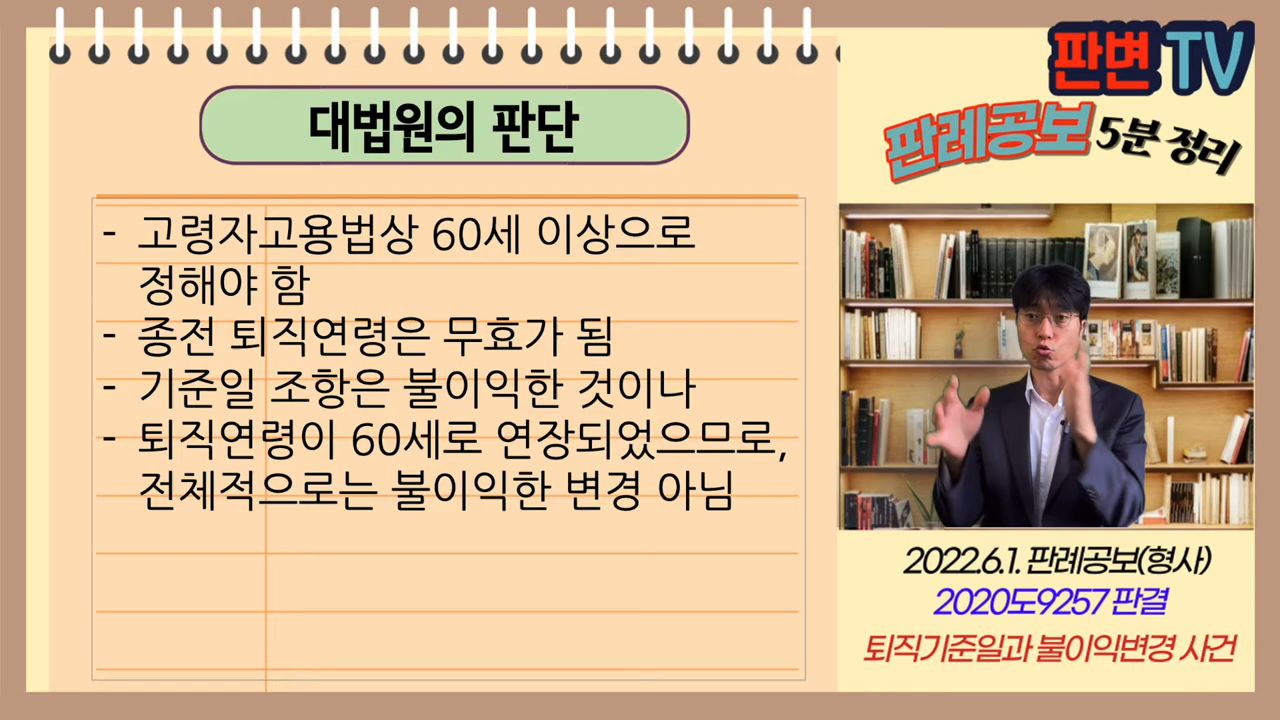 대법원의 판단
- 고령자고용법상 60세 이상으로
정해야 함
- 종전 퇴직연령은 무효가 됨
- 기준일 조항은 불이익한 것이나
- 퇴직연령이 60세로 연장되었으므로,
전체적으로는 불이익한 변경 아님
판변 TV
판례공보 5분 정리
2022.6.1. 판례공보(형사)
2020도9257 판결
퇴직기준일과 불이익변경 사건